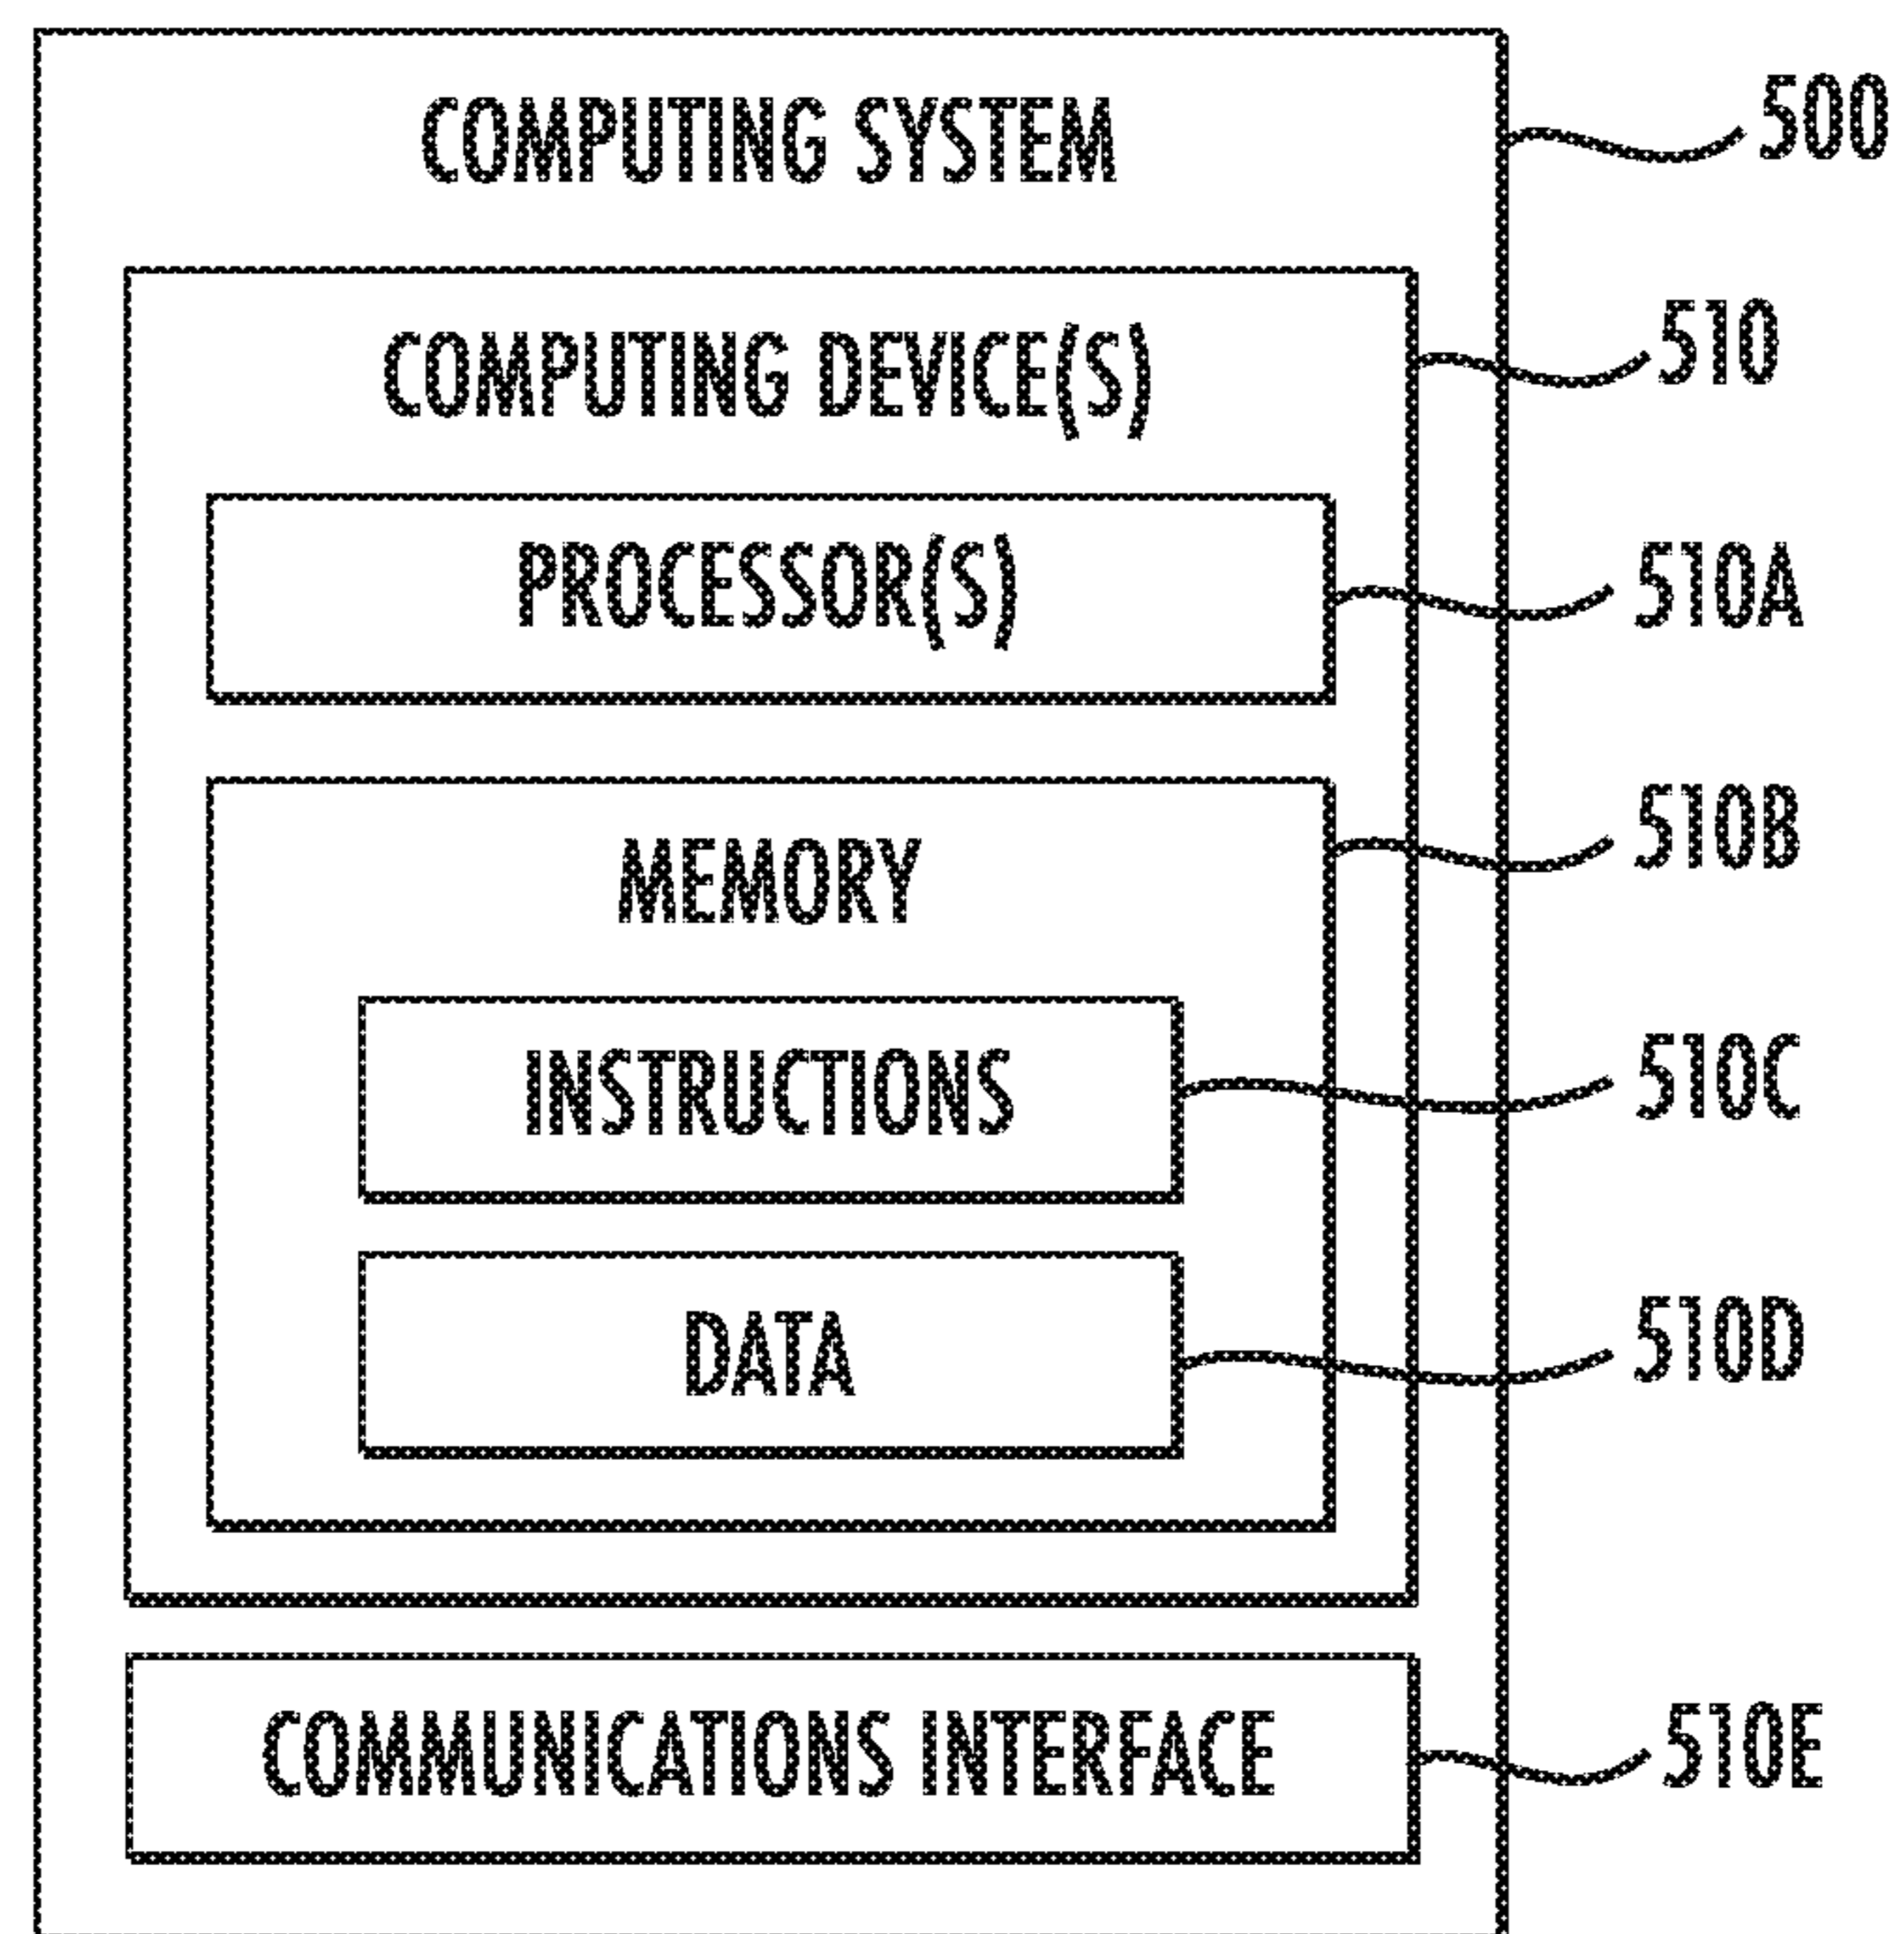 COMPUTING SYSTEM
500
COMPUTING DEVICE(S)
510
PROCESSOR(S)
510A
MEMORY
510B
INSTRUCTIONS
510C
DATA
510D
COMMUNICATIONS INTERFACE
510E